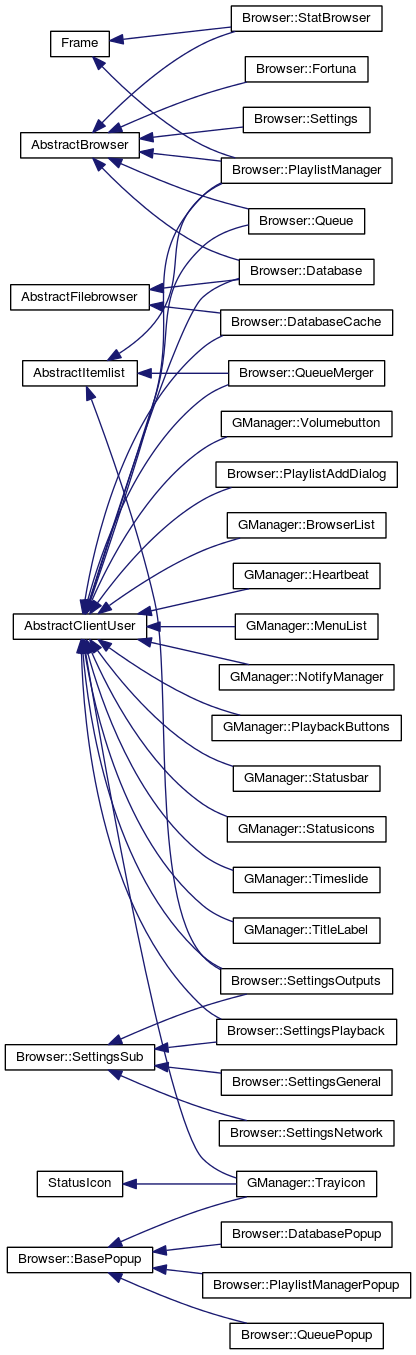 Browser::StatBrowser
Frame
Browser::Fortuna
Browser::Settings
AbstractBrowser
Browser::PlaylistManager
Browser::Queue
Browser::Database
AbstractFilebrowser
Browser::DatabaseCache
AbstractItemlist
Browser::QueueMerger
GManager::Volumebutton
Browser::PlaylistAddDialog
GManager::BrowserList
GManager::Heartbeat
AbstractClientUser
GManager::MenuList
GManager::NotifyManager
GManager::PlaybackButtons
GManager::Statusbar
GManager::Statusicons
GManager::Timeslide
GManager::TitleLabel
Browser::SettingsOutputs
Browser::SettingsPlayback
Browser::SettingsSub
Browser::SettingsGeneral
Browser::SettingsNetwork
StatusIcon
GManager::Trayicon
Browser::DatabasePopup
Browser::BasePopup
Browser::PlaylistManagerPopup
Browser::QueuePopup